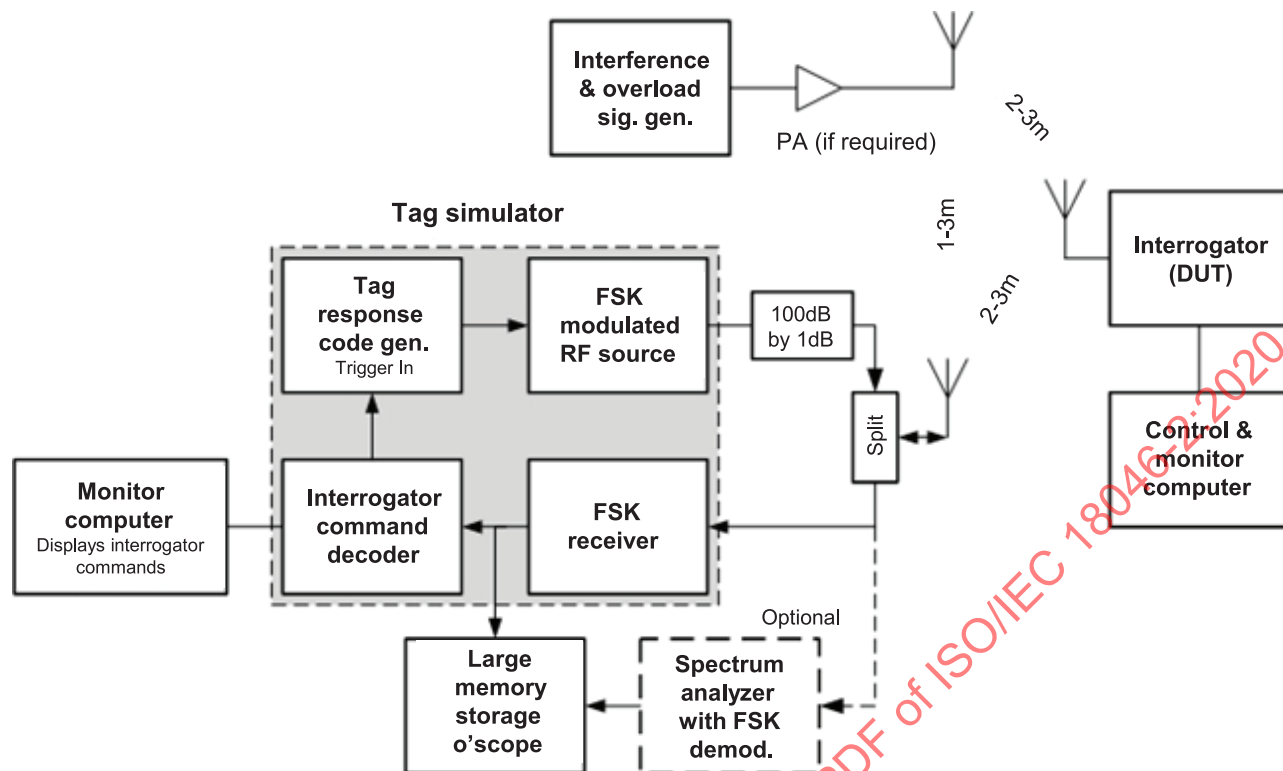 Interference
& overload
sig. gen.
PA (if required)
2-3m
1-3m
2-3m
Interrogator
(DUT)
Tag simulator
Tag
response
code gen.
Trigger In
FSK
modulated
RF source
100dB
by 1dB
Split
Control &
monitor
computer
Monitor
computer
Displays interrogator
commands
Interrogator
command
decoder
FSK
receiver
Optional
Large
memory
storage
o’scope
Spectrum
analyzer
with FSK
demod.
PDF of ISO/IEC 18046-2:2020